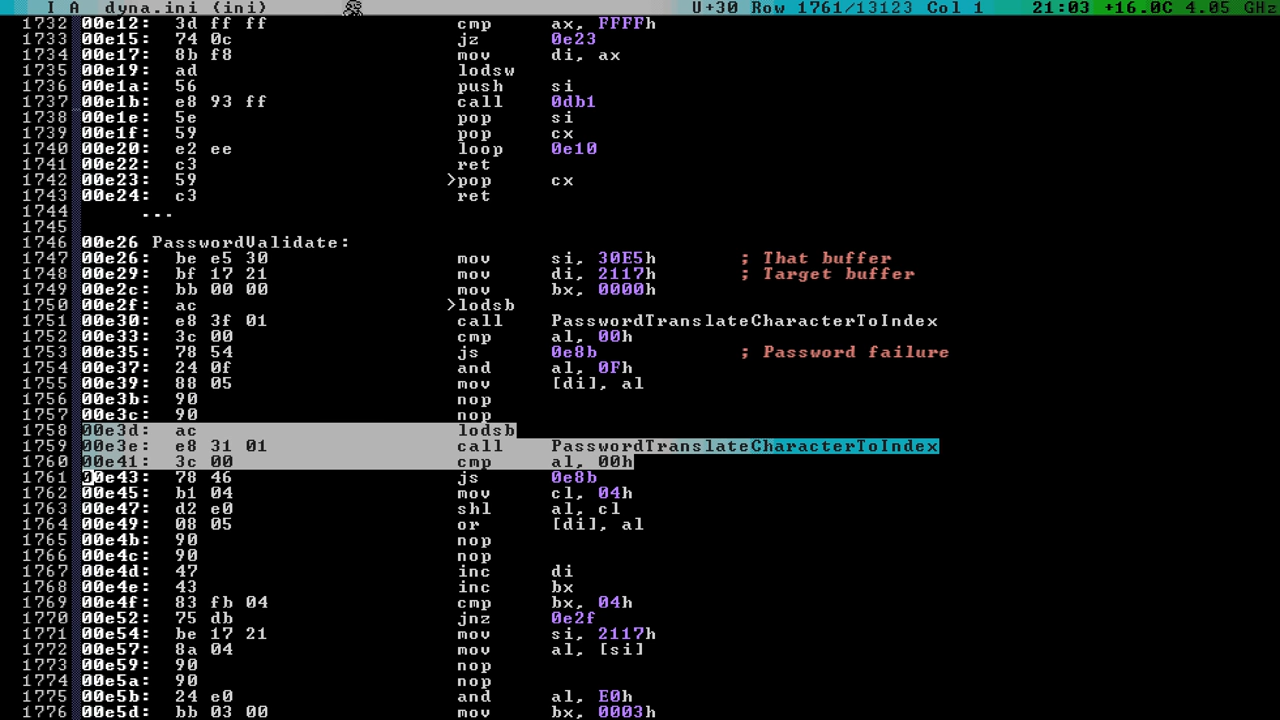 I A dyna.ini (ini) U+30 Row 1761/13123 Col 1 21:03 +16.0C 4.05 GHz
1732 00e12: 3d ff ff cmp ax, FFFFh
1733 00e15: 74 0c jz 0e23
1734 00e17: 8b f8 mov di, ax
1735 00e19: ad lodsw
1736 00e1a: 56 push si
1737 00e1b: e8 93 ff call 0db1
1738 00e1e: 5e pop si
1739 00e1f: 59 pop cx
1740 00e20: e2 ee loop 0e10
1741 00e22: c3 ret
1742 00e23: 59 >pop cx
1743 00e24: c3 ret
1744 ...
1745
1746 00e26 PasswordValidate:
1747 00e26: be e5 30 mov si, 30E5h ; That buffer
1748 00e29: bf 17 21 mov di, 2117h ; Target buffer
1749 00e2c: bb 00 00 mov bx, 0000h
1750 00e2f: ac >lodsb
1751 00e30: e8 3f 01 call PasswordTranslateCharacterToIndex
1752 00e33: 3c 00 cmp al, 00h
1753 00e35: 78 54 js 0e8b ; Password failure
1754 00e37: 24 0f and al, 0Fh
1755 00e39: 88 05 mov [di], al
1756 00e3b: 90 nop
1757 00e3c: 90 nop
1758 00e3d: ac lodsb
1759 00e3e: e8 31 01 call PasswordTranslateCharacterToIndex
1760 00e41: 3c 00 cmp al, 00h
1761 00e43: 78 46 js 0e8b
1762 00e45: b1 04 mov cl, 04h
1763 00e47: d2 e0 shl al, cl
1764 00e49: 08 05 or [di], al
1765 00e4b: 90 nop
1766 00e4c: 90 nop
1767 00e4d: 47 inc di
1768 00e4e: 43 inc bx
1769 00e4f: 83 fb 04 cmp bx, 04h
1770 00e52: 75 db jnz 0e2f
1771 00e54: be 17 21 mov si, 2117h
1772 00e57: 8a 04 mov al, [si]
1773 00e59: 90 nop
1774 00e5a: 90 nop
1775 00e5b: 24 e0 and al, E0h
1776 00e5d: bb 03 00 mov bx, 0003h